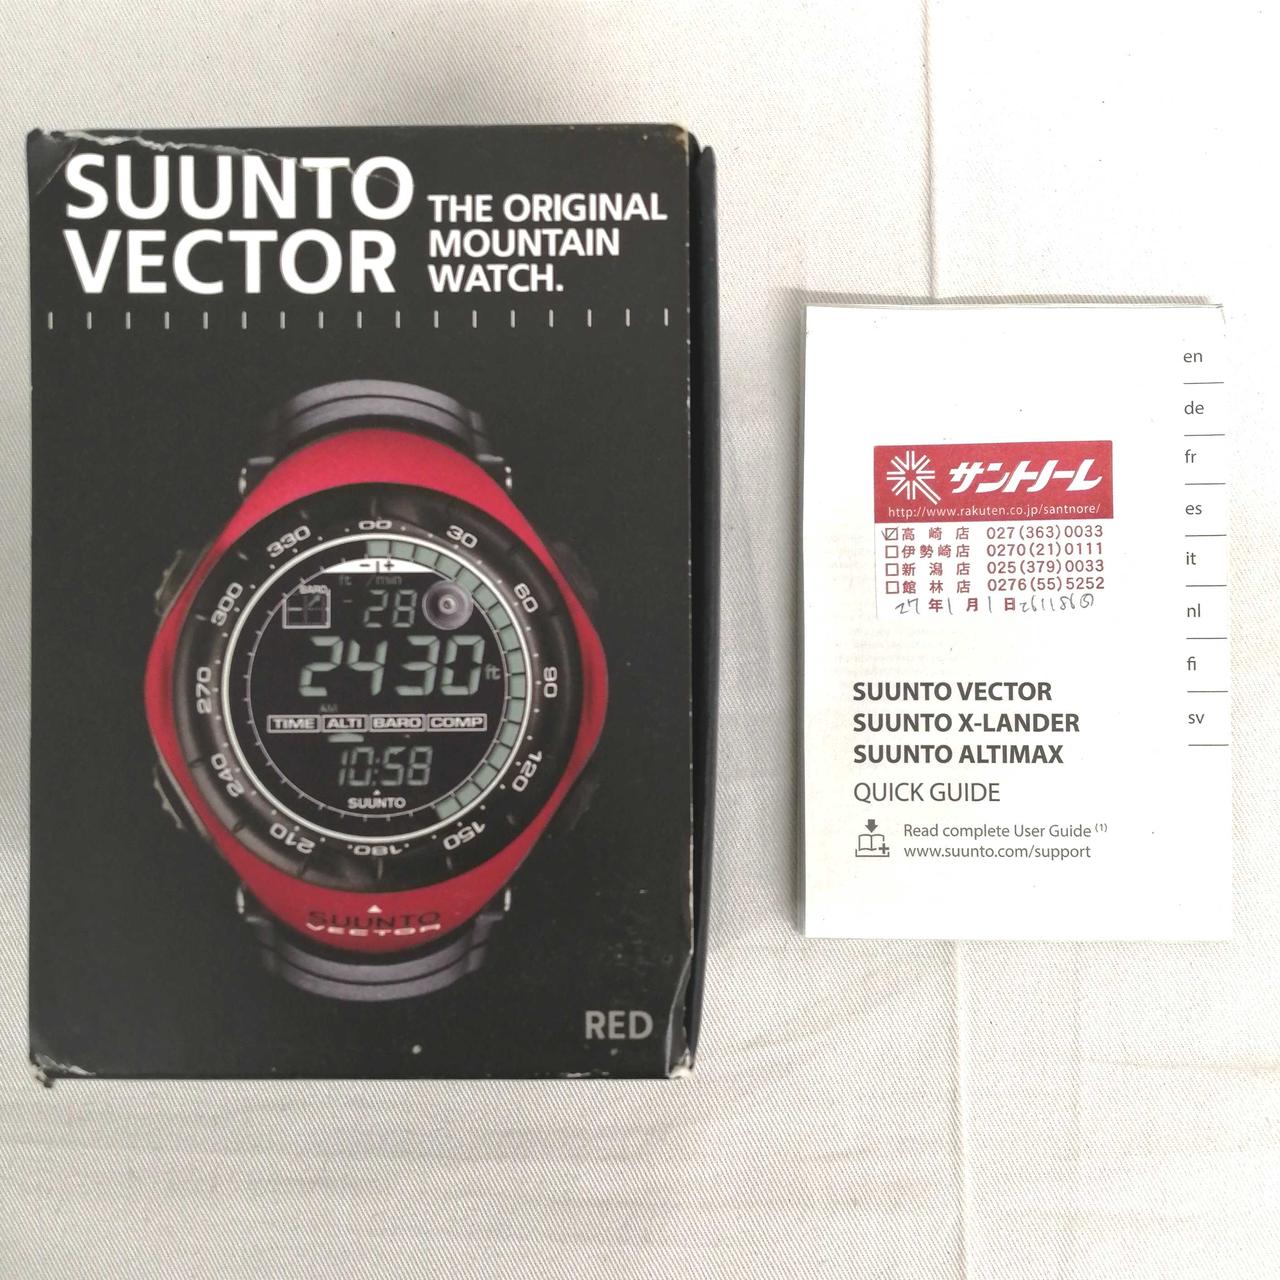 SUUNTO
VECTOR
THE ORIGINAL
MOUNTAIN
WATCH.
00
30
60
90
120
150
180
210
240
270
300
330
- +
ft /min
BARO
- 28
2430 ft
AM
TIME ALTI BARO COMP
10:58
SUUNTO
SUUNTO
VECTOR
RED
en
de
fr
es
it
nl
fi
sv
サントノーレ
http://www.rakuten.co.jp/santnore/
高崎店 027(363)0033
伊勢崎店 0270(21)0111
新潟店 025(379)0033
館林店 0276(55)5252
27年1月1日
SUUNTO VECTOR
SUUNTO X-LANDER
SUUNTO ALTIMAX
QUICK GUIDE
Read complete User Guide (1)
www.suunto.com/support